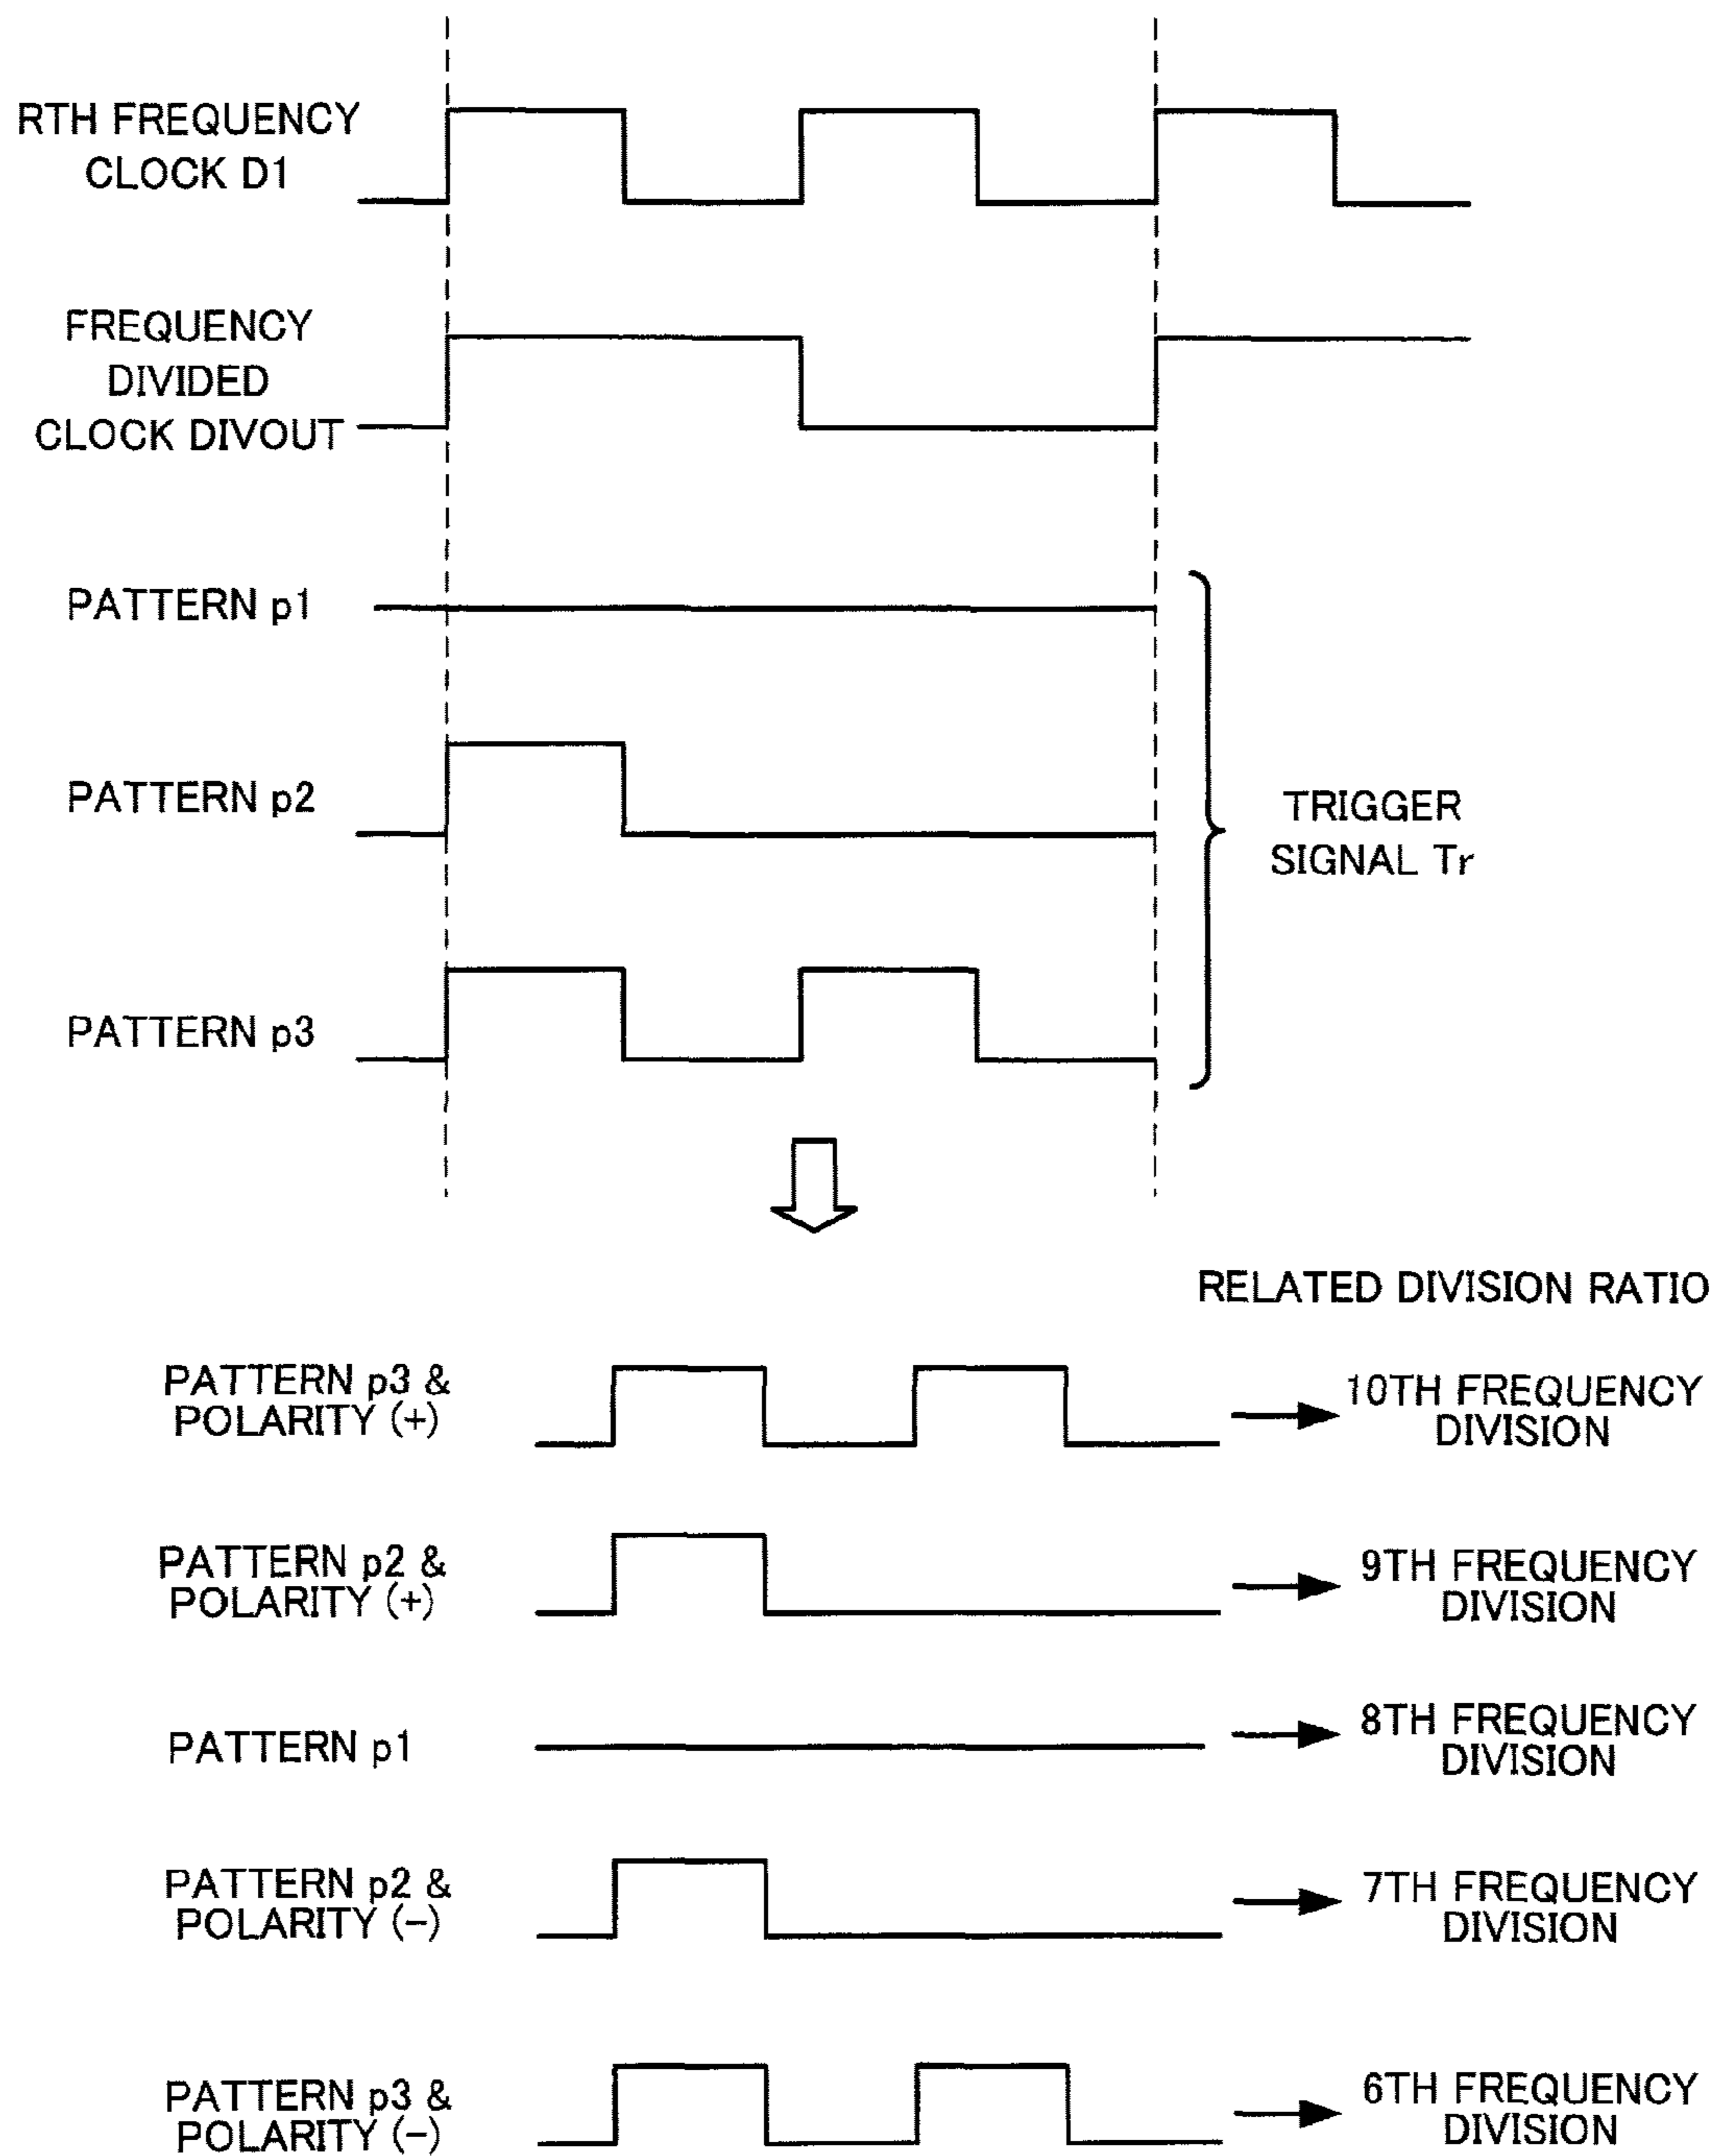 RTH FREQUENCY
CLOCK D1
FREQUENCY
DIVIDED
CLOCK DIVOUT
PATTERN p1
PATTERN p2
PATTERN p3
TRIGGER
SIGNAL Tr
RELATED DIVISION RATIO
PATTERN p3 &
POLARITY (+)
10TH FREQUENCY
DIVISION
PATTERN p2 &
POLARITY (+)
9TH FREQUENCY
DIVISION
PATTERN p1
8TH FREQUENCY
DIVISION
PATTERN p2 &
POLARITY (-)
7TH FREQUENCY
DIVISION
PATTERN p3 &
POLARITY (-)
6TH FREQUENCY
DIVISION